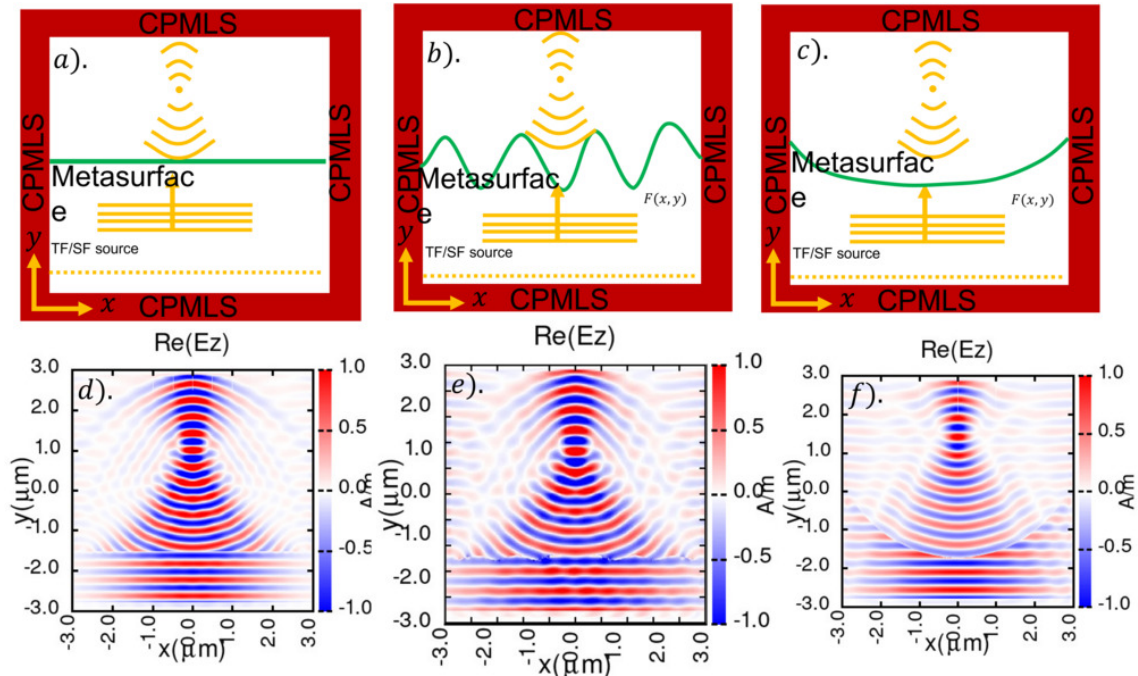 CPMLS
a).
CPMLS
CPMLS
Metasurfac
e
TF/SF source
y
x
CPMLS
CPMLS
b).
CPMLS
CPMLS
Metasurfac
e
F(x, y)
TF/SF source
y
x
CPMLS
CPMLS
c).
CPMLS
CPMLS
Metasurfac
e
F(x, y)
TF/SF source
y
x
CPMLS
Re(Ez)
d).
3.0
2.0
1.0
0.0
-1.0
-2.0
-3.0
y(μm)
-3.0
-2.0
-1.0
0.0
1.0
2.0
3.0
x(μm)
1.0
0.5
0.0
-0.5
-1.0
A/m
Re(Ez)
e).
3.0
2.0
1.0
0.0
-1.0
-2.0
-3.0
y(μm)
-3.0
-2.0
-1.0
0.0
1.0
2.0
3.0
x(μm)
1.0
0.5
0.0
-0.5
-1.0
A/m
Re(Ez)
f).
3.0
2.0
1.0
0.0
-1.0
-2.0
-3.0
y(μm)
-3.0
-2.0
-1.0
0.0
1.0
2.0
3.0
x(μm)
1.0
0.5
0.0
-0.5
-1.0
A/m